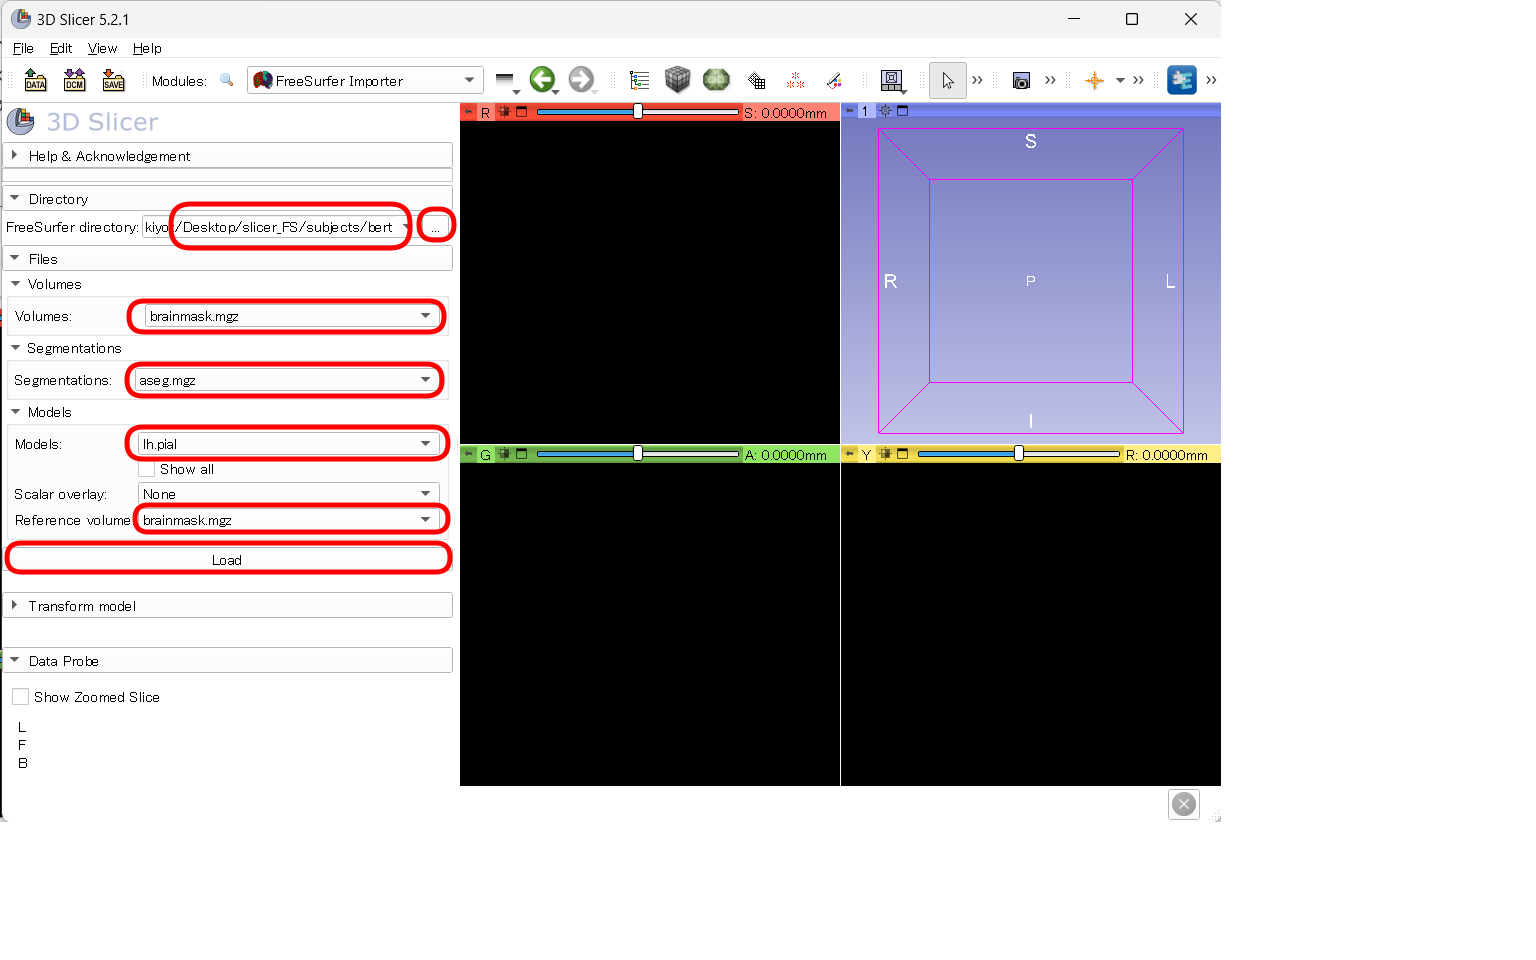 3D Slicer 5.2.1
File Edit View Help
DATA DCM SAVE Modules: FreeSurfer Importer
3D Slicer
Help & Acknowledgement
Directory
FreeSurfer directory: /Desktop/slicer_FS/subjects/bert ...
Files
Volumes
Volumes: brainmask.mgz
Segmentations
Segmentations: aseg.mgz
Models
Models: lh.pial
Show all
Scalar overlay: None
Reference volume brainmask.mgz
Load
Transform model
Data Probe
Show Zoomed Slice
L
F
B
R S: 0.0000mm
1
S
R P L
I
G A: 0.0000mm
Y R: 0.0000mm